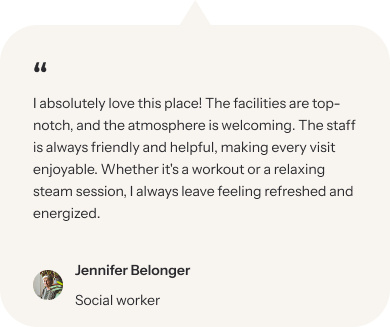 “
I absolutely love this place! The facilities are top-
notch, and the atmosphere is welcoming. The staff
is always friendly and helpful, making every visit
enjoyable. Whether it's a workout or a relaxing
steam session, I always leave feeling refreshed and
energized.
Jennifer Belonger
Social worker